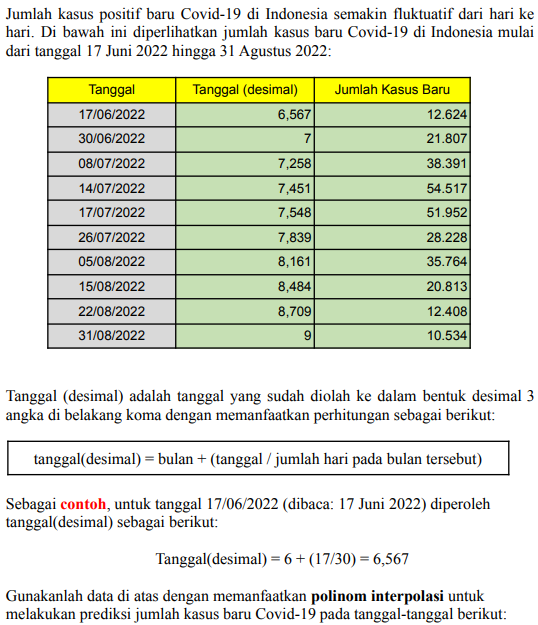 Jumlah kasus positif baru Covid-19 di Indonesia semakin fluktuatif dari hari ke
hari. Di bawah ini diperlihatkan jumlah kasus baru Covid-19 di Indonesia mulai
dari tanggal 17 Juni 2022 hingga 31 Agustus 2022:
Tanggal Tanggal (desimal) Jumlah Kasus Baru
17/06/2022 6,567 12.624
30/06/2022 7 21.807
08/07/2022 7,258 38.391
14/07/2022 7,451 54.517
17/07/2022 7,548 51.952
26/07/2022 7,839 28.228
05/08/2022 8,161 35.764
15/08/2022 8,484 20.813
22/08/2022 8,709 12.408
31/08/2022 9 10.534
Tanggal (desimal) adalah tanggal yang sudah diolah ke dalam bentuk desimal 3
angka di belakang koma dengan memanfaatkan perhitungan sebagai berikut:
tanggal(desimal) = bulan + (tanggal / jumlah hari pada bulan tersebut)
Sebagai contoh, untuk tanggal 17/06/2022 (dibaca: 17 Juni 2022) diperoleh
tanggal(desimal) sebagai berikut:
Tanggal(desimal) = 6 + (17/30) = 6,567
Gunakanlah data di atas dengan memanfaatkan polinom interpolasi untuk
melakukan prediksi jumlah kasus baru Covid-19 pada tanggal-tanggal berikut: